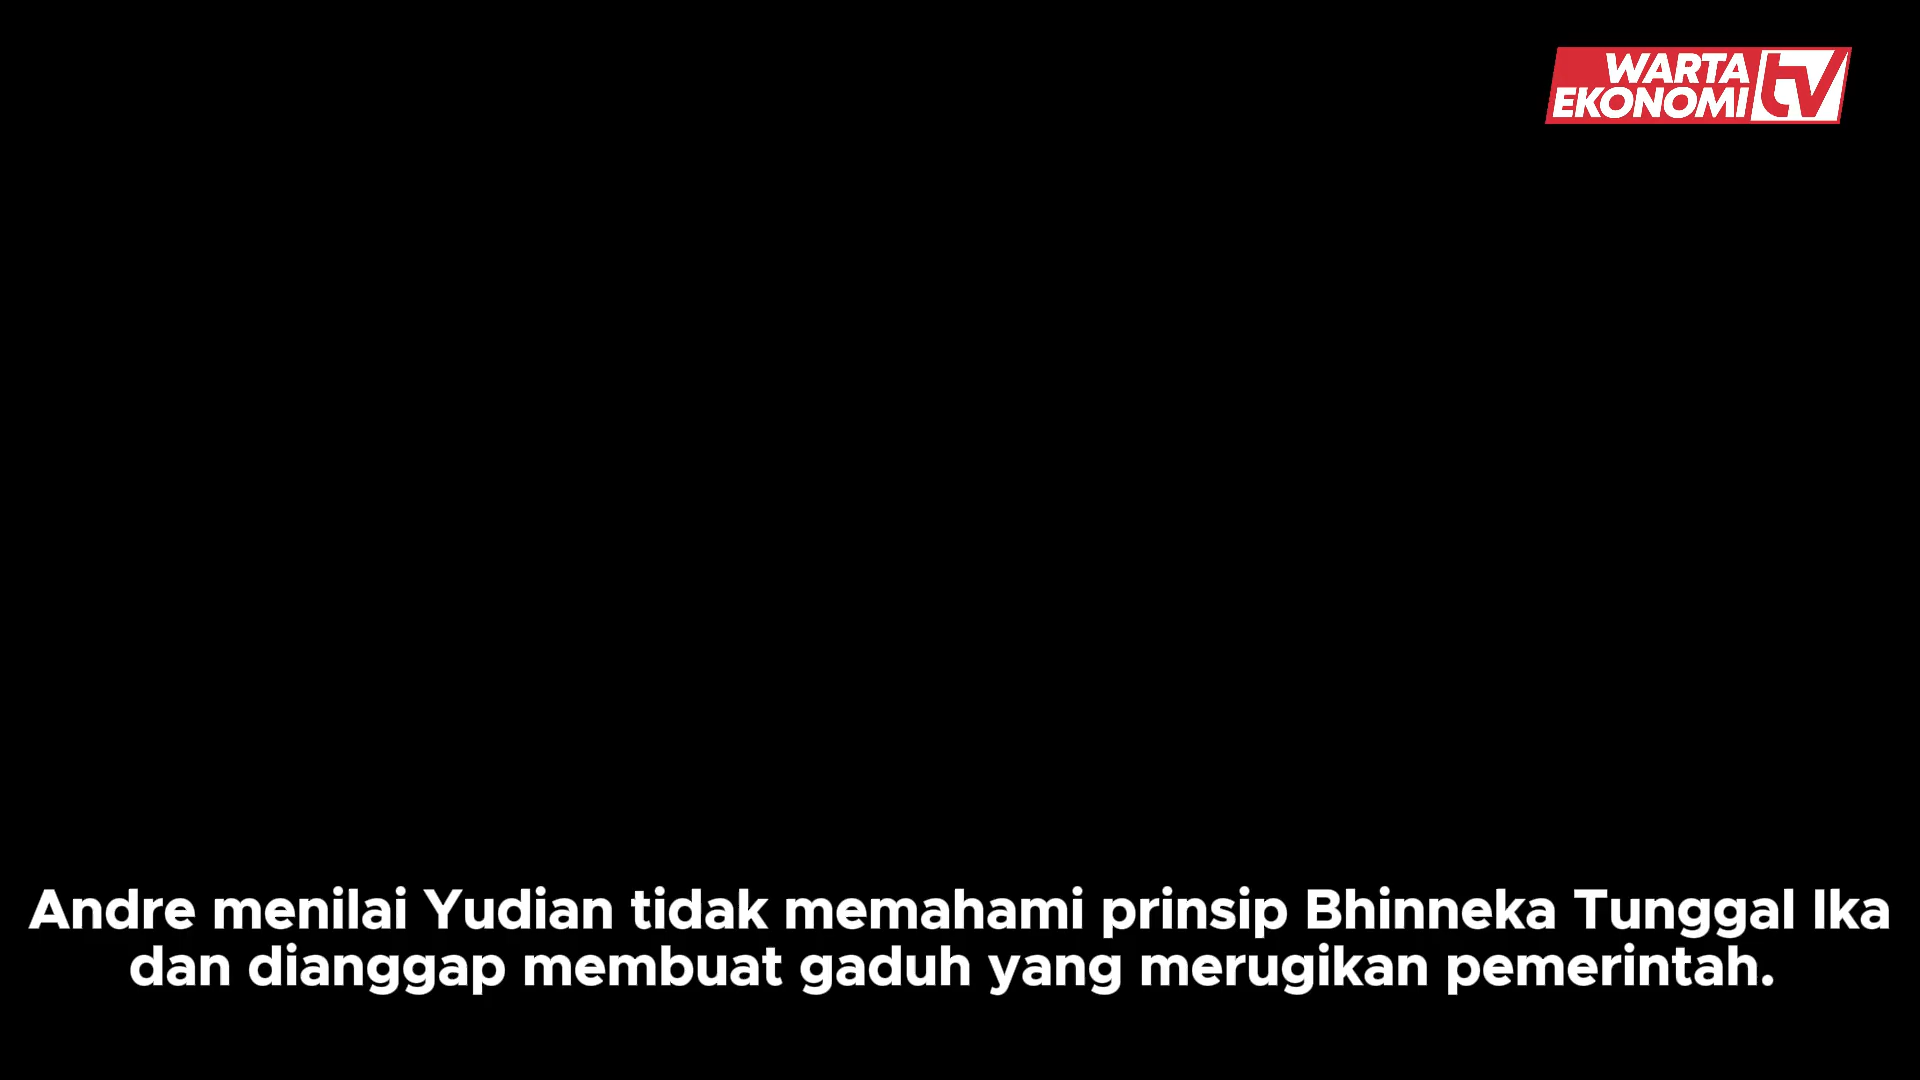 WARTA
EKONOMI tv
Andre menilai Yudian tidak memahami prinsip Bhinneka Tunggal Ika
dan dianggap membuat gaduh yang merugikan pemerintah.